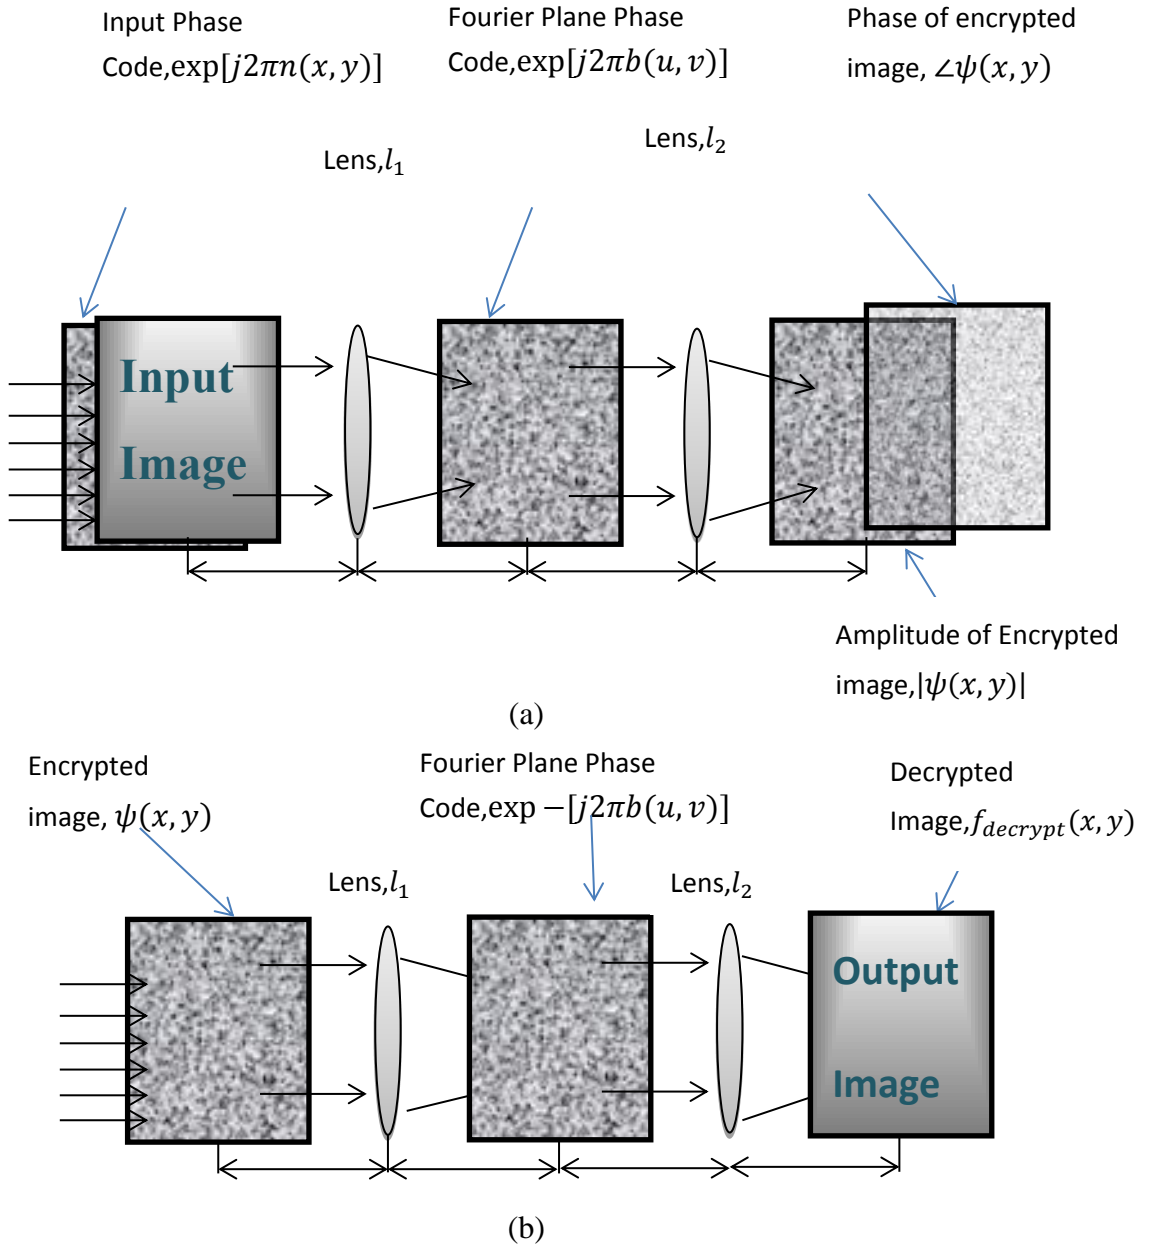 Input Phase
Code,exp[j2πn(x, y)]
Fourier Plane Phase
Code,exp[j2πb(u, v)]
Phase of encrypted
image, ∠ψ(x, y)
Lens,l₁
Lens,l₂
Input
Image
Amplitude of Encrypted
image,|ψ(x, y)|
(a)
Encrypted
image, ψ(x, y)
Fourier Plane Phase
Code,exp −[j2πb(u, v)]
Decrypted
Image,f_{decrypt}(x, y)
Lens,l₁
Lens,l₂
Output
Image
(b)